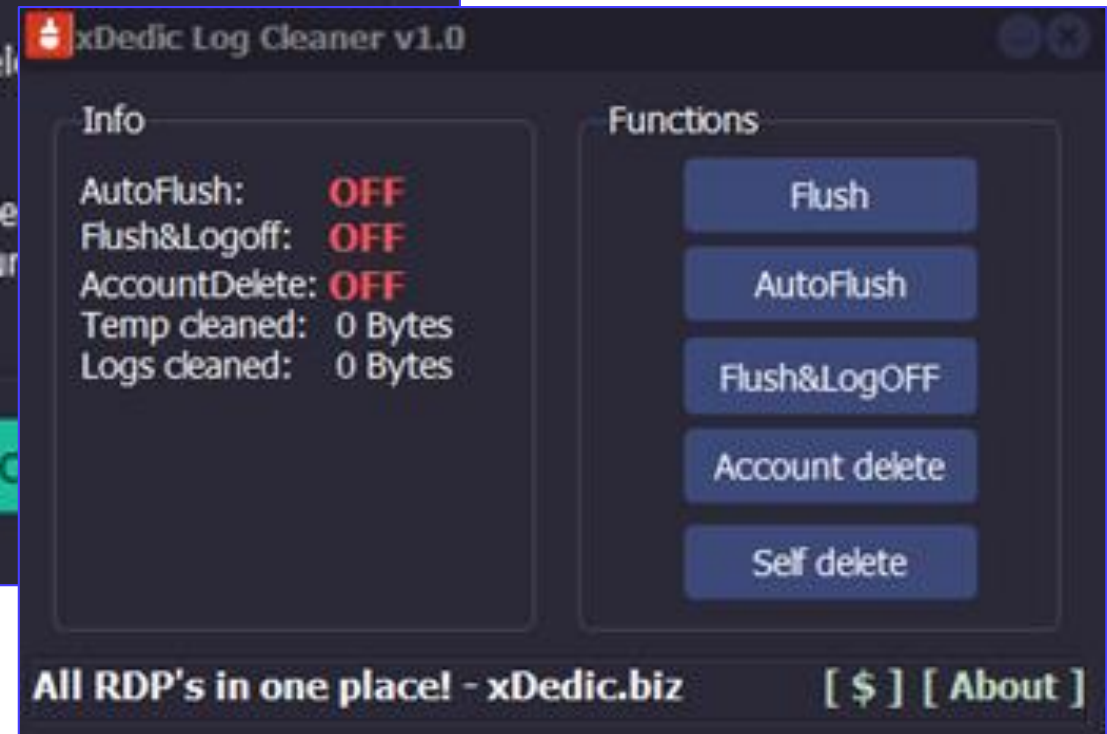 xDedic Log Cleaner v1.0
Info
AutoFlush: OFF
Flush&Logoff: OFF
AccountDelete: OFF
Temp cleaned: 0 Bytes
Logs cleaned: 0 Bytes
Functions
Flush
AutoFlush
Flush&LogOFF
Account delete
Self delete
All RDP's in one place! - xDedic.biz [ $ ] [ About ]